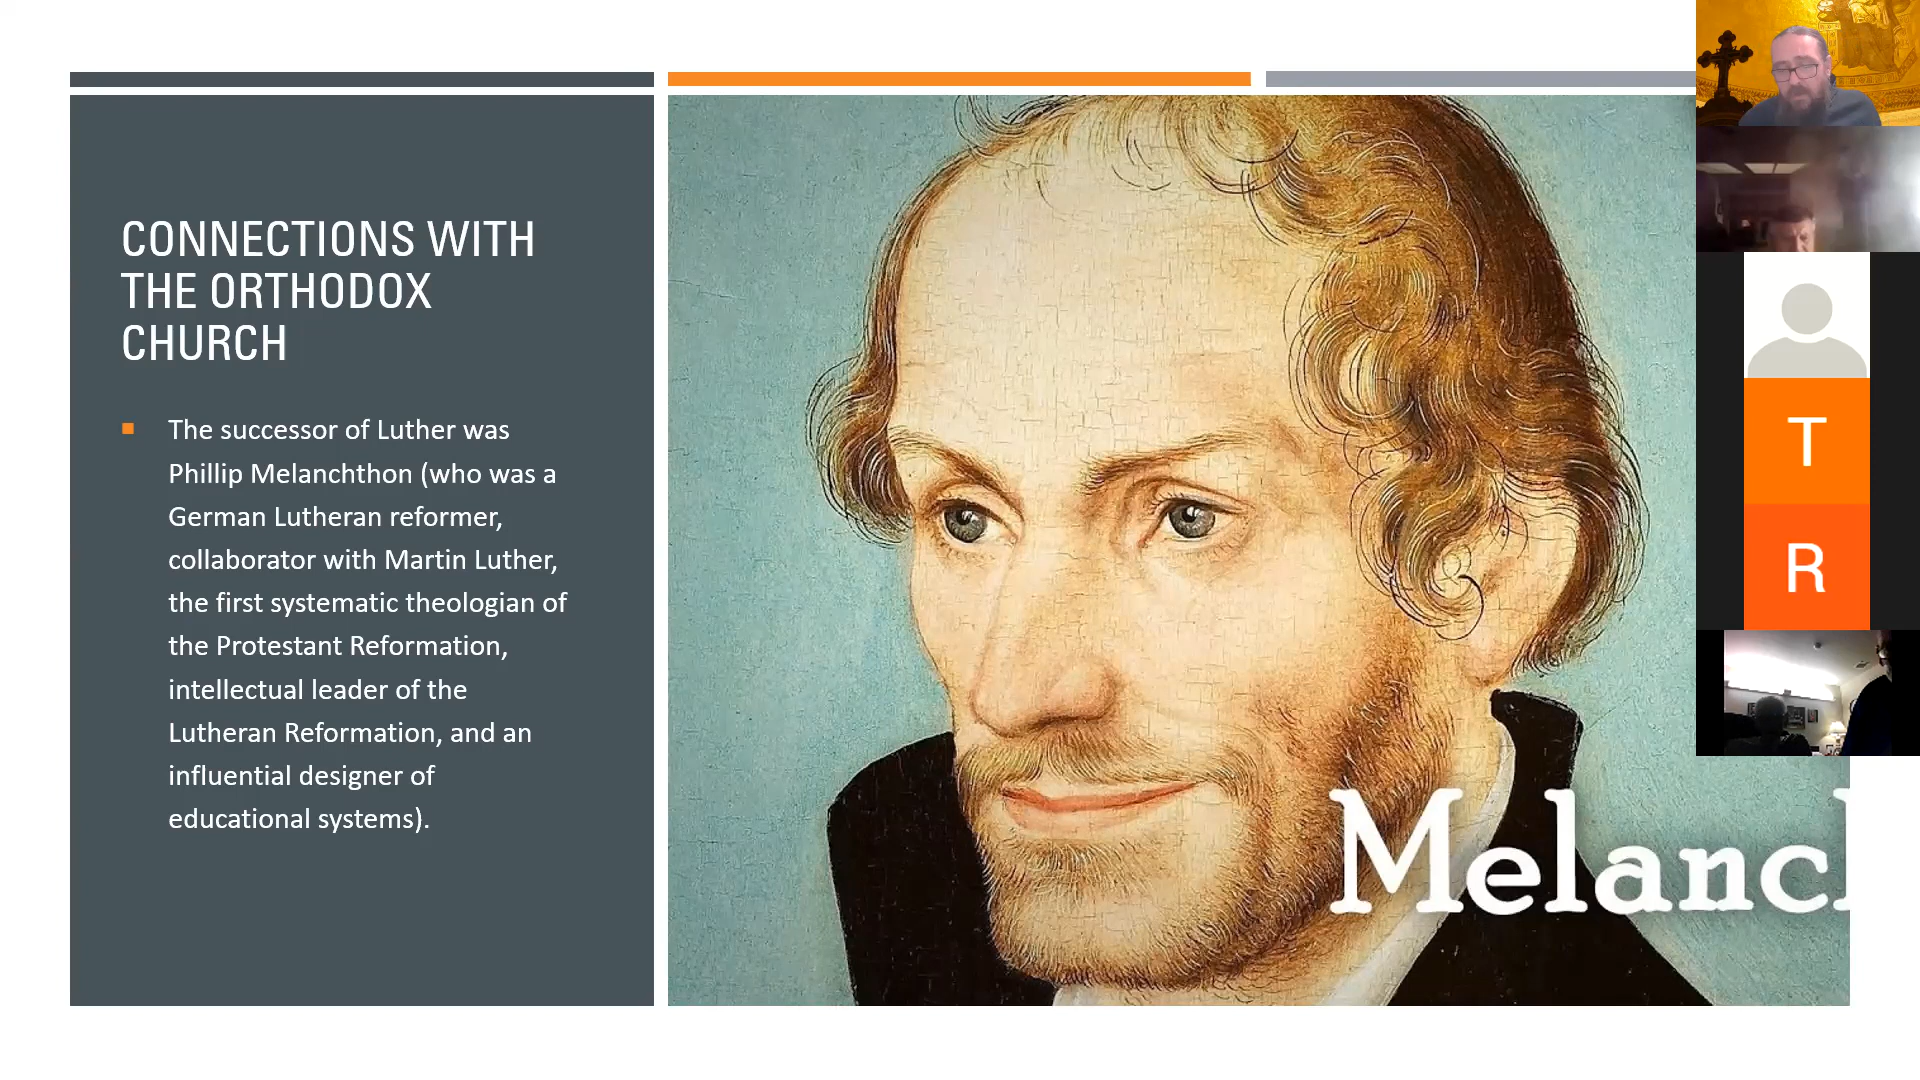 CONNECTIONS WITH
THE ORTHODOX
CHURCH
The successor of Luther was
Phillip Melanchthon (who was a
German Lutheran reformer,
collaborator with Martin Luther,
the first systematic theologian of
the Protestant Reformation,
intellectual leader of the
Lutheran Reformation, and an
influential designer of
educational systems).
Melanc
T
R